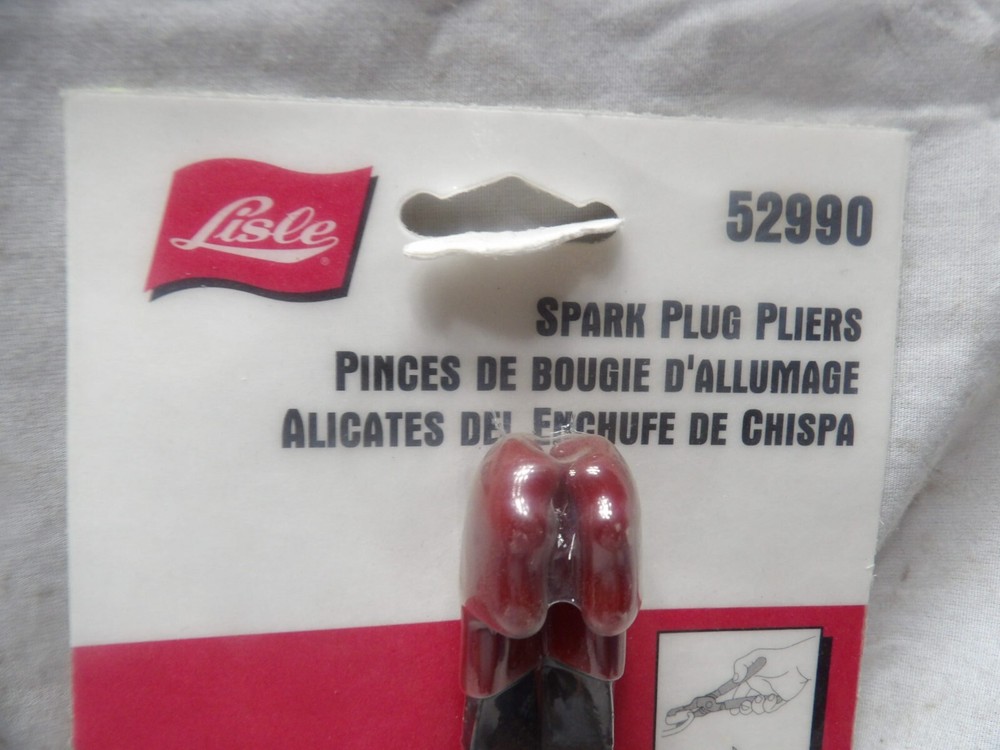 Lisle®
52990
SPARK PLUG PLIERS
PINCES DE BOUGIE D'ALLUMAGE
ALICATES DEL ENCHUFE DE CHISPA